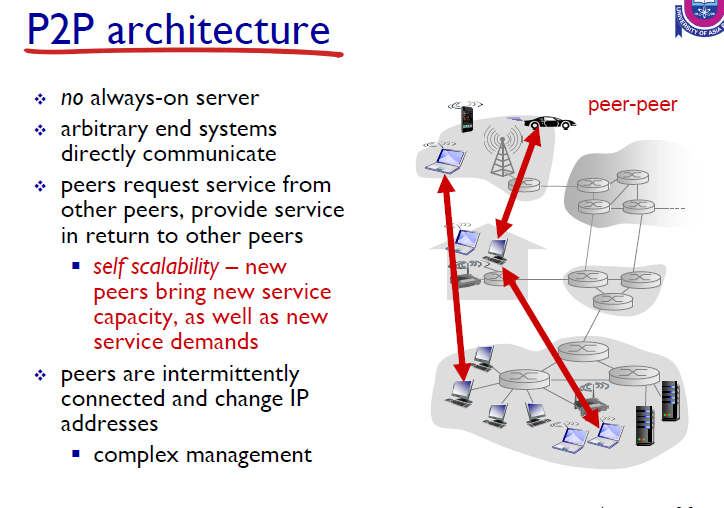 P2P architecture
UNIVERSITY OF ASIA
no always-on server
arbitrary end systems
directly communicate
peers request service from
other peers, provide service
in return to other peers
self scalability – new
peers bring new service
capacity, as well as new
service demands
peers are intermittently
connected and change IP
addresses
complex management
peer-peer